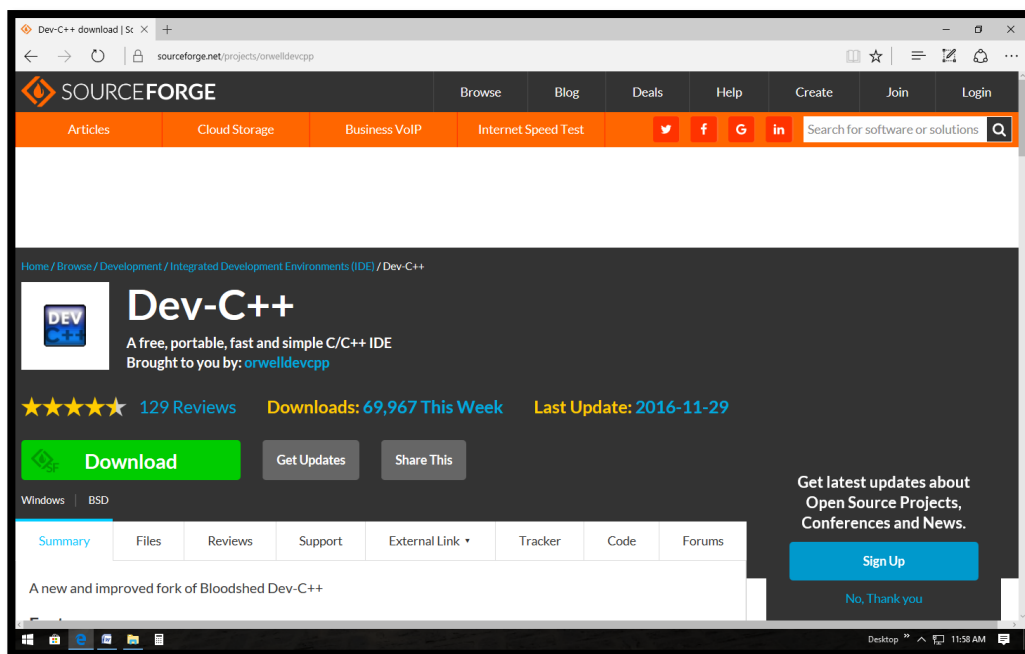 Dev-C++ download | Sc
sourceforge.net/projects/orwelldevcpp
SOURCEFORGE
Browse Blog Deals Help Create Join Login
Articles Cloud Storage Business VoIP Internet Speed Test f G in Search for software or solutions
Home / Browse / Development / Integrated Development Environments (IDE) / Dev-C++
DEV
C++
Dev-C++
A free, portable, fast and simple C/C++ IDE
Brought to you by: orwelldevcpp
129 Reviews Downloads: 69,967 This Week Last Update: 2016-11-29
SF Download Get Updates Share This
Windows BSD
Get latest updates about
Open Source Projects,
Conferences and News.
Sign Up
No, Thank you
Summary Files Reviews Support External Link Tracker Code Forums
A new and improved fork of Bloodshed Dev-C++
Desktop 11:58 AM